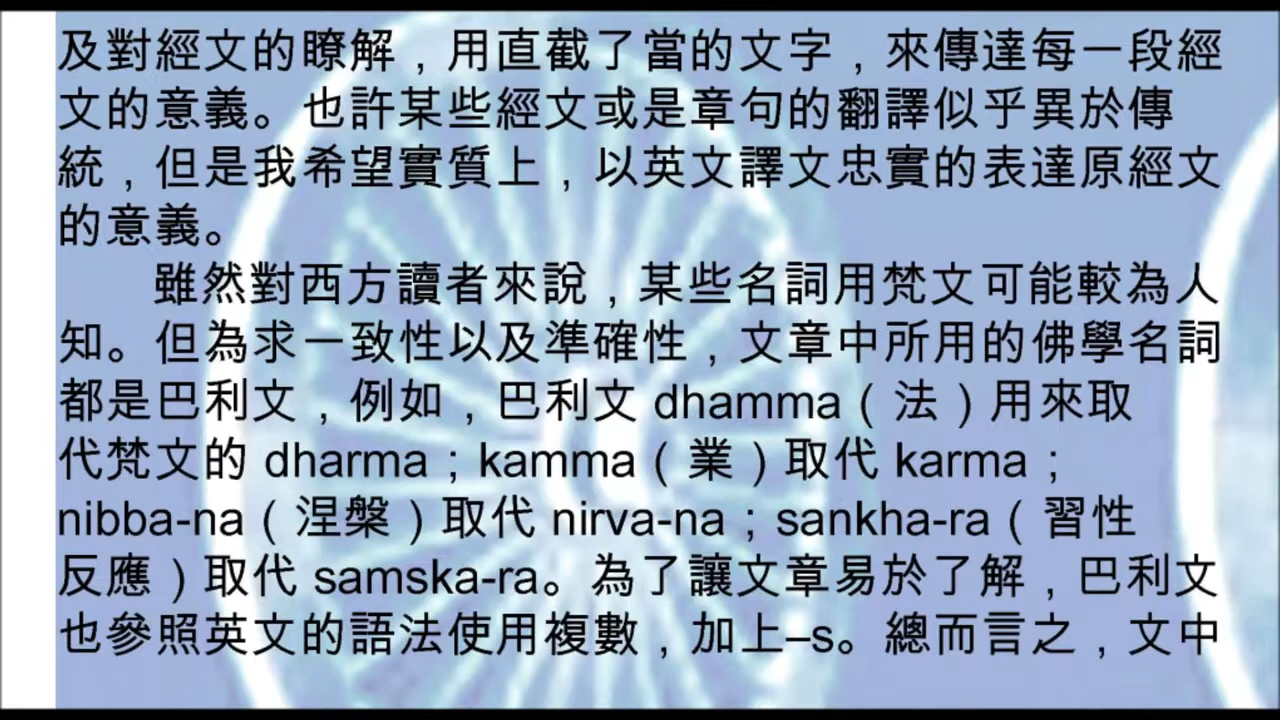 及對經文的瞭解，用直截了當的文字，來傳達每一段經
文的意義。也許某些經文或是章句的翻譯似乎異於傳
統，但是我希望實質上，以英文譯文忠實的表達原經文
的意義。
雖然對西方讀者來說，某些名詞用梵文可能較為人
知。但為求一致性以及準確性，文章中所用的佛學名詞
都是巴利文，例如，巴利文 dhamma（法）用來取
代梵文的 dharma；kamma（業）取代 karma；
nibba-na（涅槃）取代 nirva-na；sankha-ra（習性
反應）取代 samska-ra。為了讓文章易於了解，巴利文
也參照英文的語法使用複數，加上–s。總而言之，文中